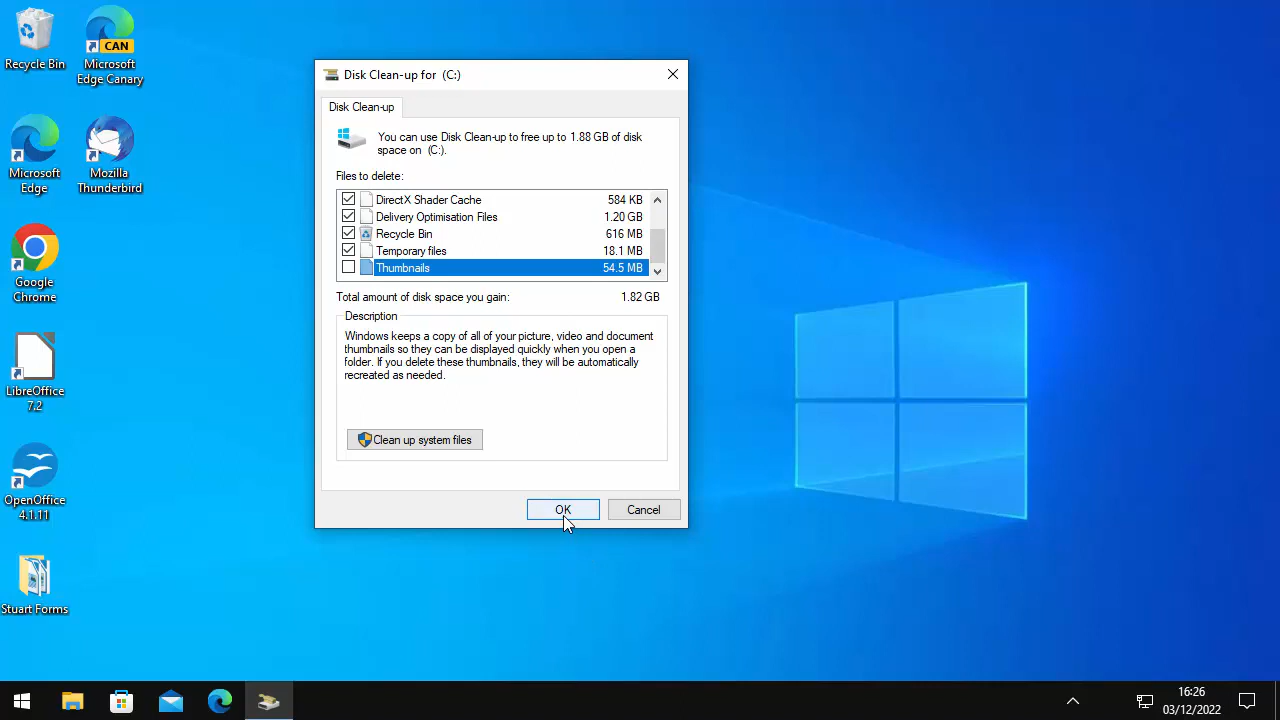 Recycle Bin
CAN
Microsoft
Edge Canary
Microsoft
Edge
Mozilla
Thunderbird
Google
Chrome
LibreOffice
7.2
OpenOffice
4.1.11
Stuart Forms
Disk Clean-up for (C:)
Disk Clean-up
You can use Disk Clean-up to free up to 1.88 GB of disk
space on (C:).
Files to delete:
DirectX Shader Cache 584 KB
Delivery Optimisation Files 1.20 GB
Recycle Bin 616 MB
Temporary files 18.1 MB
Thumbnails 54.5 MB
Total amount of disk space you gain: 1.82 GB
Description
Windows keeps a copy of all of your picture, video and document
thumbnails so they can be displayed quickly when you open a
folder. If you delete these thumbnails, they will be automatically
recreated as needed.
Clean up system files
OK Cancel
16:26
03/12/2022